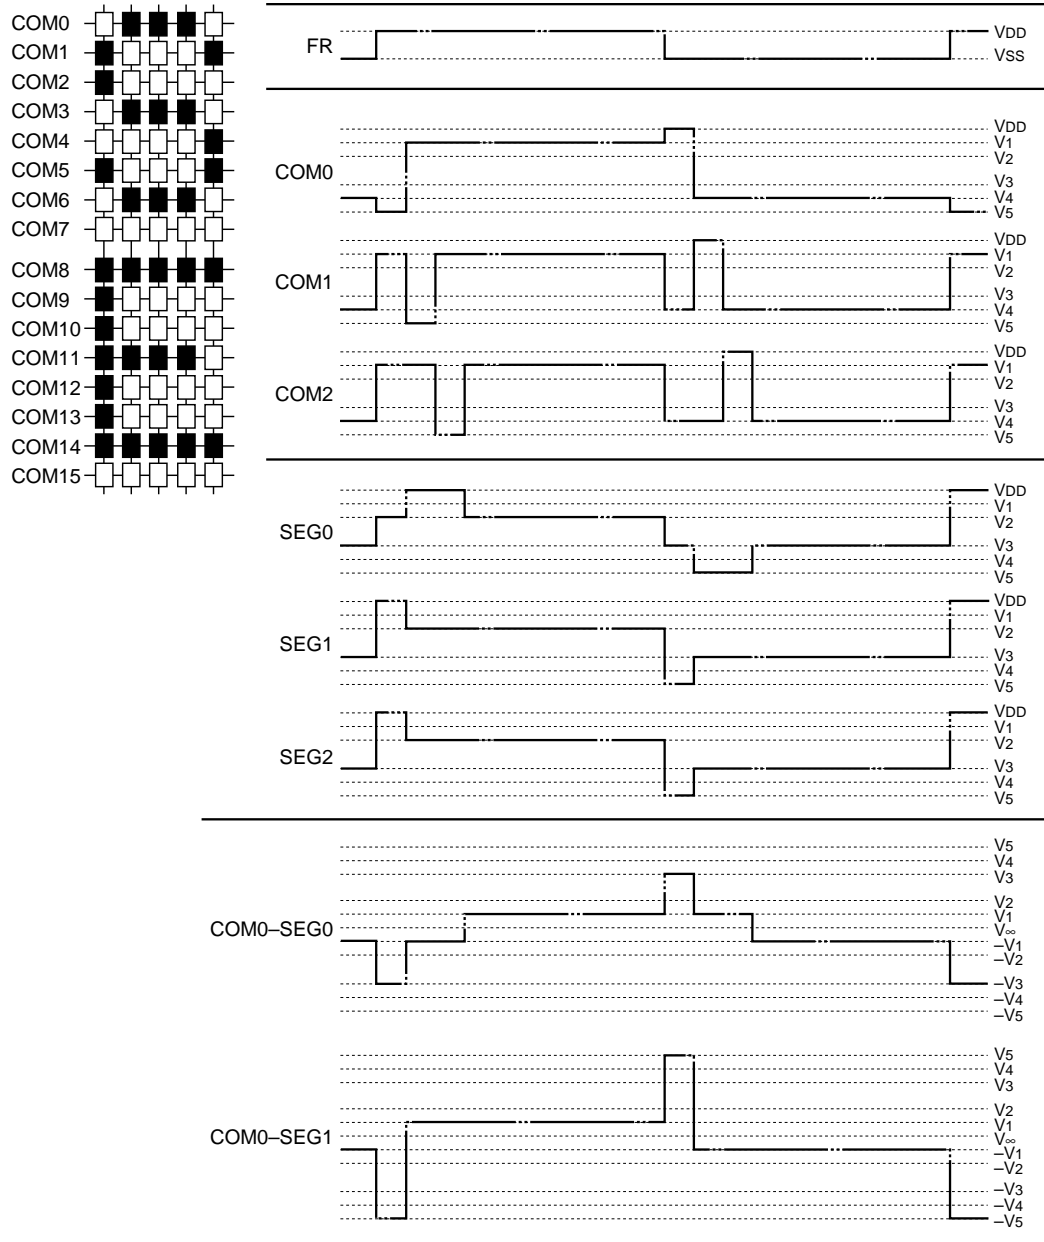 COM0
COM1
COM2
COM3
COM4
COM5
COM6
COM7
COM8
COM9
COM10
COM11
COM12
COM13
COM14
COM15
FR
VDD
VSS
COM0
VDD
V1
V2
V3
V4
V5
COM1
VDD
V1
V2
V3
V4
V5
COM2
VDD
V1
V2
V3
V4
V5
SEG0
VDD
V1
V2
V3
V4
V5
SEG1
VDD
V1
V2
V3
V4
V5
SEG2
VDD
V1
V2
V3
V4
V5
COM0–SEG0
V5
V4
V3
V2
V1
V∞
–V1
–V2
–V3
–V4
–V5
COM0–SEG1
V5
V4
V3
V2
V1
V∞
–V1
–V2
–V3
–V4
–V5